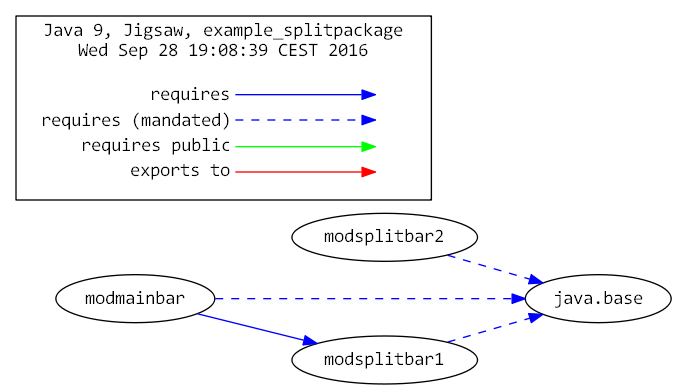 Java 9, Jigsaw, example_splitpackage
Wed Sep 28 19:08:39 CEST 2016
requires
requires (mandated)
requires public
exports to
modsplitbar2
modmainbar
java.base
modsplitbar1